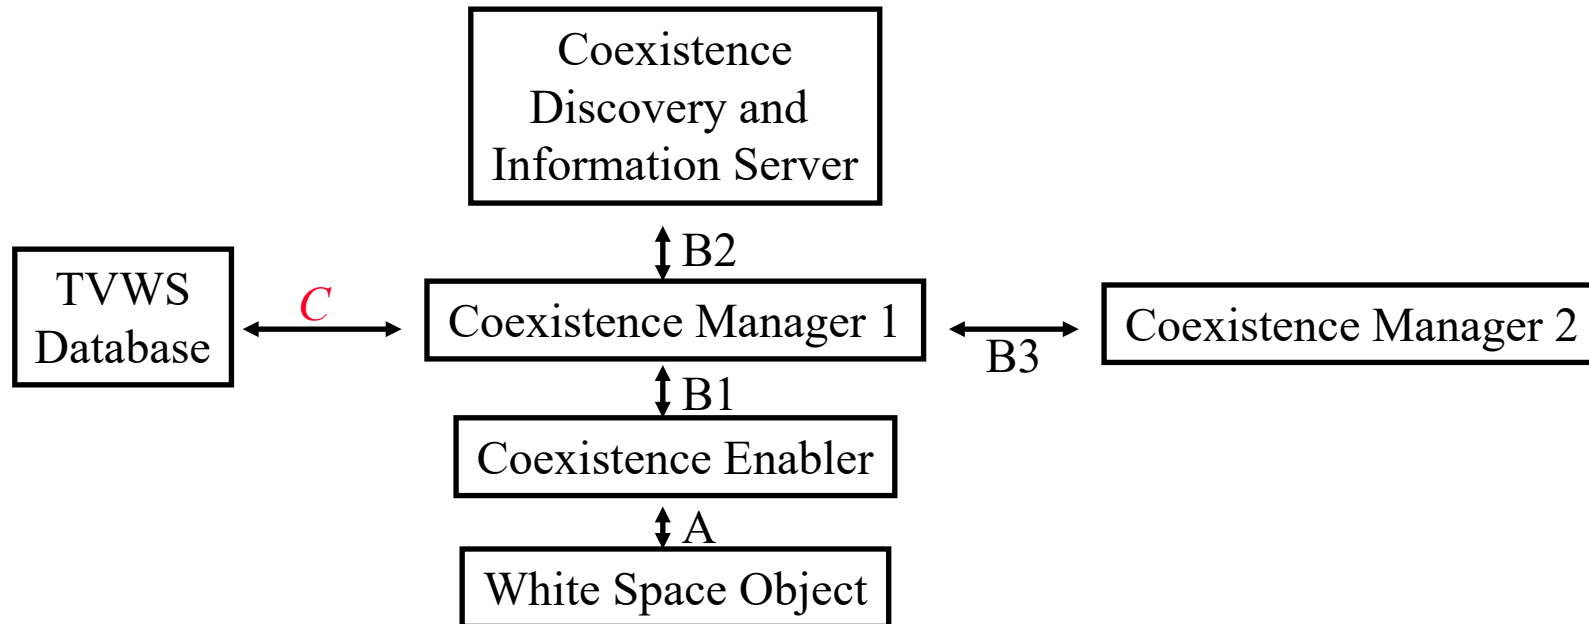 Coexistence
Discovery and
Information Server
B2
TVWS
Database
C
Coexistence Manager 1
B3
Coexistence Manager 2
B1
Coexistence Enabler
A
White Space Object